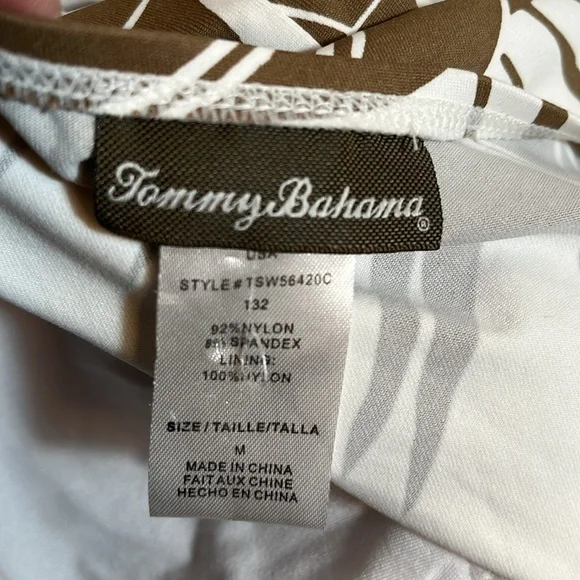 Tommy Bahama®
USA
STYLE # TSW56420C
132
92% NYLON
8% SPANDEX
LINING:
100% NYLON
SIZE / TAILLE / TALLA
M
MADE IN CHINA
FAIT AUX CHINE
HECHO EN CHINA